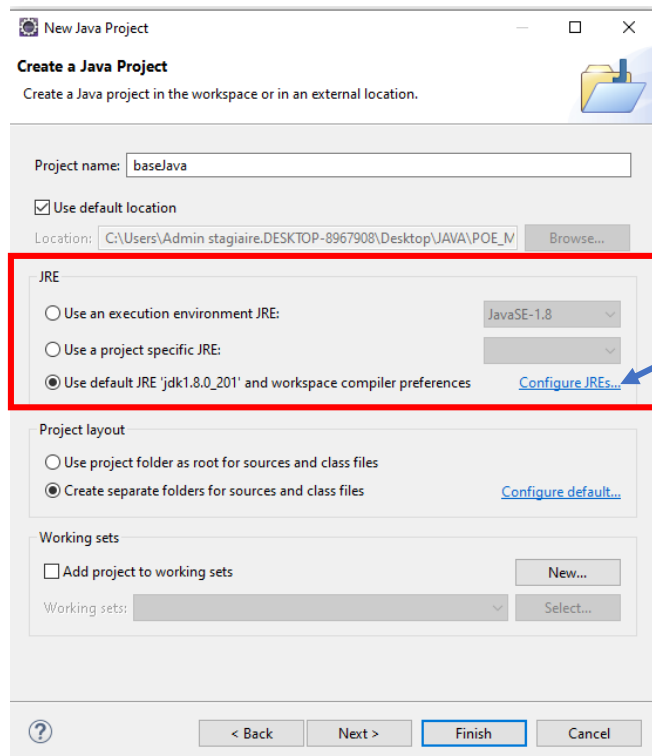 New Java Project
Create a Java Project
Create a Java project in the workspace or in an external location.
Project name: baseJava
Use default location
Location: C:\Users\Admin stagiaire.DESKTOP-8967908\Desktop\JAVA\POE_M Browse...
JRE
Use an execution environment JRE: JavaSE-1.8
Use a project specific JRE:
Use default JRE 'jdk1.8.0_201' and workspace compiler preferences Configure JREs...
Project layout
Use project folder as root for sources and class files
Create separate folders for sources and class files Configure default...
Working sets
Add project to working sets New...
Working sets: Select...
? < Back Next > Finish Cancel